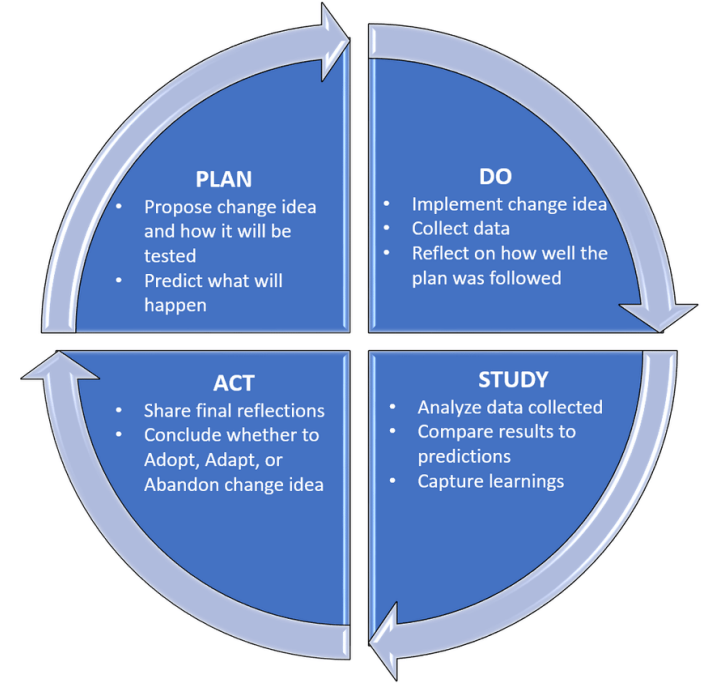 PLAN
• Propose change idea
and how it will be
tested
• Predict what will
happen
DO
• Implement change idea
• Collect data
• Reflect on how well the
plan was followed
STUDY
• Analyze data collected
• Compare results to
predictions
• Capture learnings
ACT
• Share final reflections
• Conclude whether to
Adopt, Adapt, or
Abandon change idea